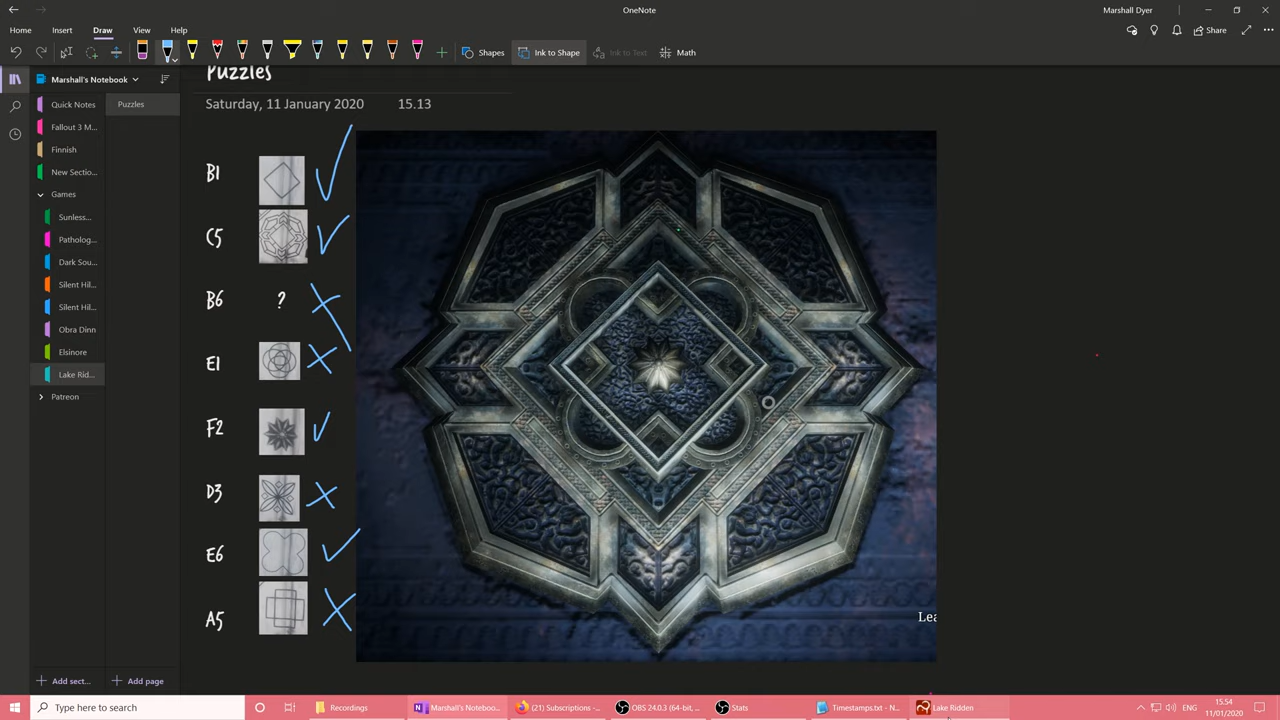 OneNote
Marshall Dyer
Home
Insert
Draw
View
Help
Share
Shapes
Ink to Shape
Ink to Text
Math
Marshall's Notebook
Puzzles
Saturday, 11 January 2020 15.13
Quick Notes
Puzzles
Fallout 3 M...
Finnish
New Sectio...
Games
Sunless...
Patholog...
Dark Sou...
Silent Hil...
Silent Hil...
Obra Dinn
Elsinore
Lake Rid...
Patreon
B1
C5
B6 ?
E1
F2
D3
E6
A5
Lea
Add sect...
Add page
Type here to search
Recordings
Marshall's Noteboo...
(21) Subscriptions -...
OBS 24.0.3 (64-bit, ...
Stats
Timestamps.txt - N...
Lake Ridden
ENG
15.54
11/01/2020